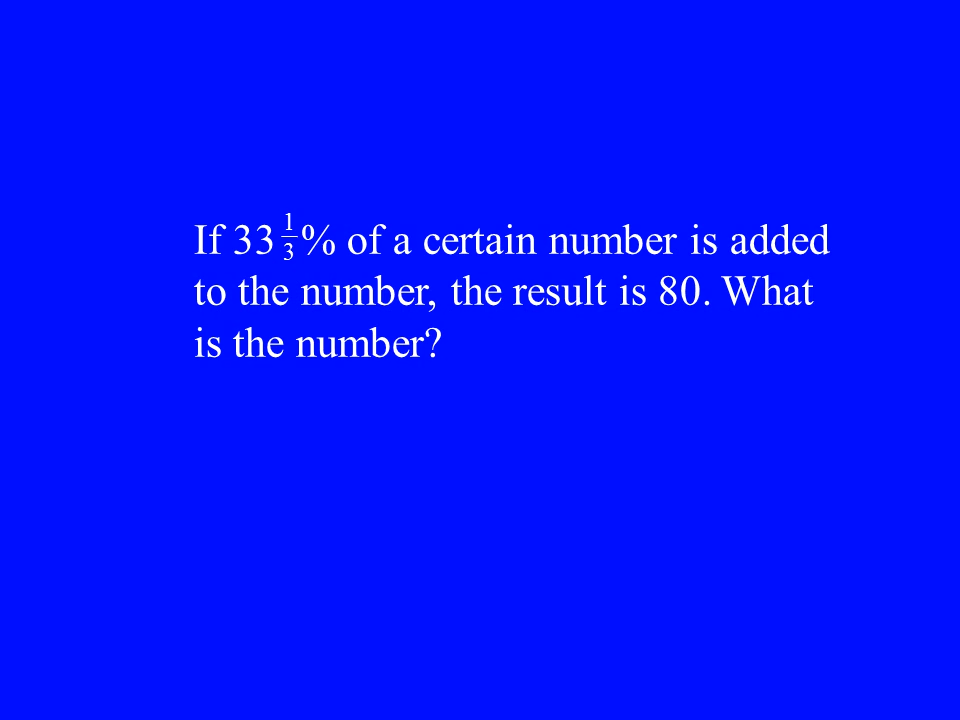 If 33 1/3 % of a certain number is added
to the number, the result is 80. What
is the number?